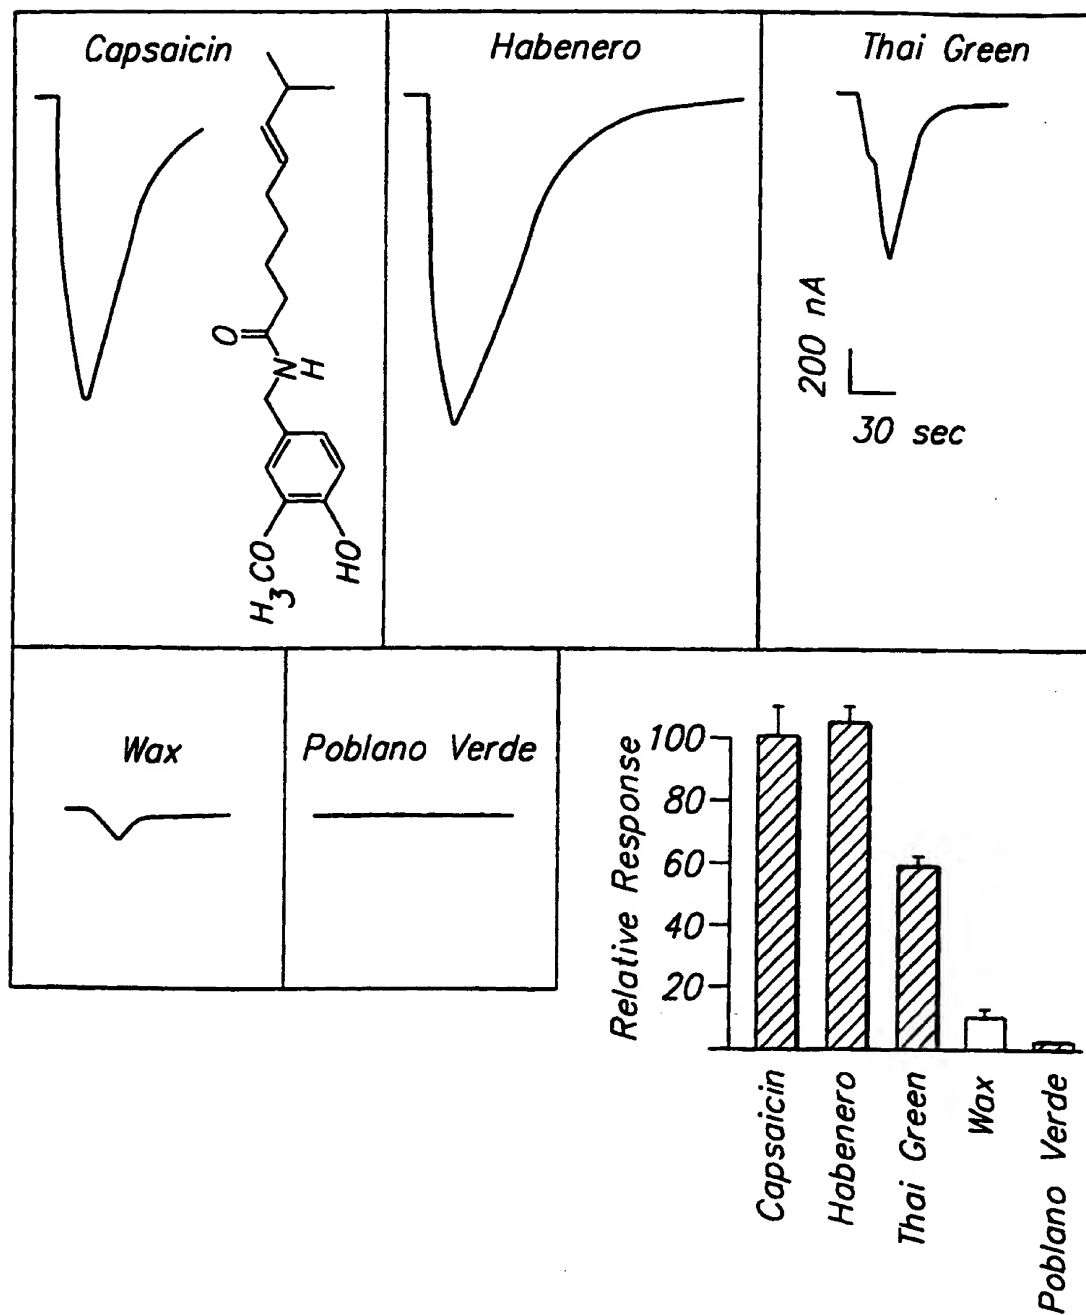 Capsaicin
Habenero
Thai Green
O
N
H
H3CO
HO
200 nA
30 sec
Wax
Poblano Verde
Relative Response
100
80
60
40
20
Capsaicin
Habenero
Thai Green
Wax
Poblano Verde